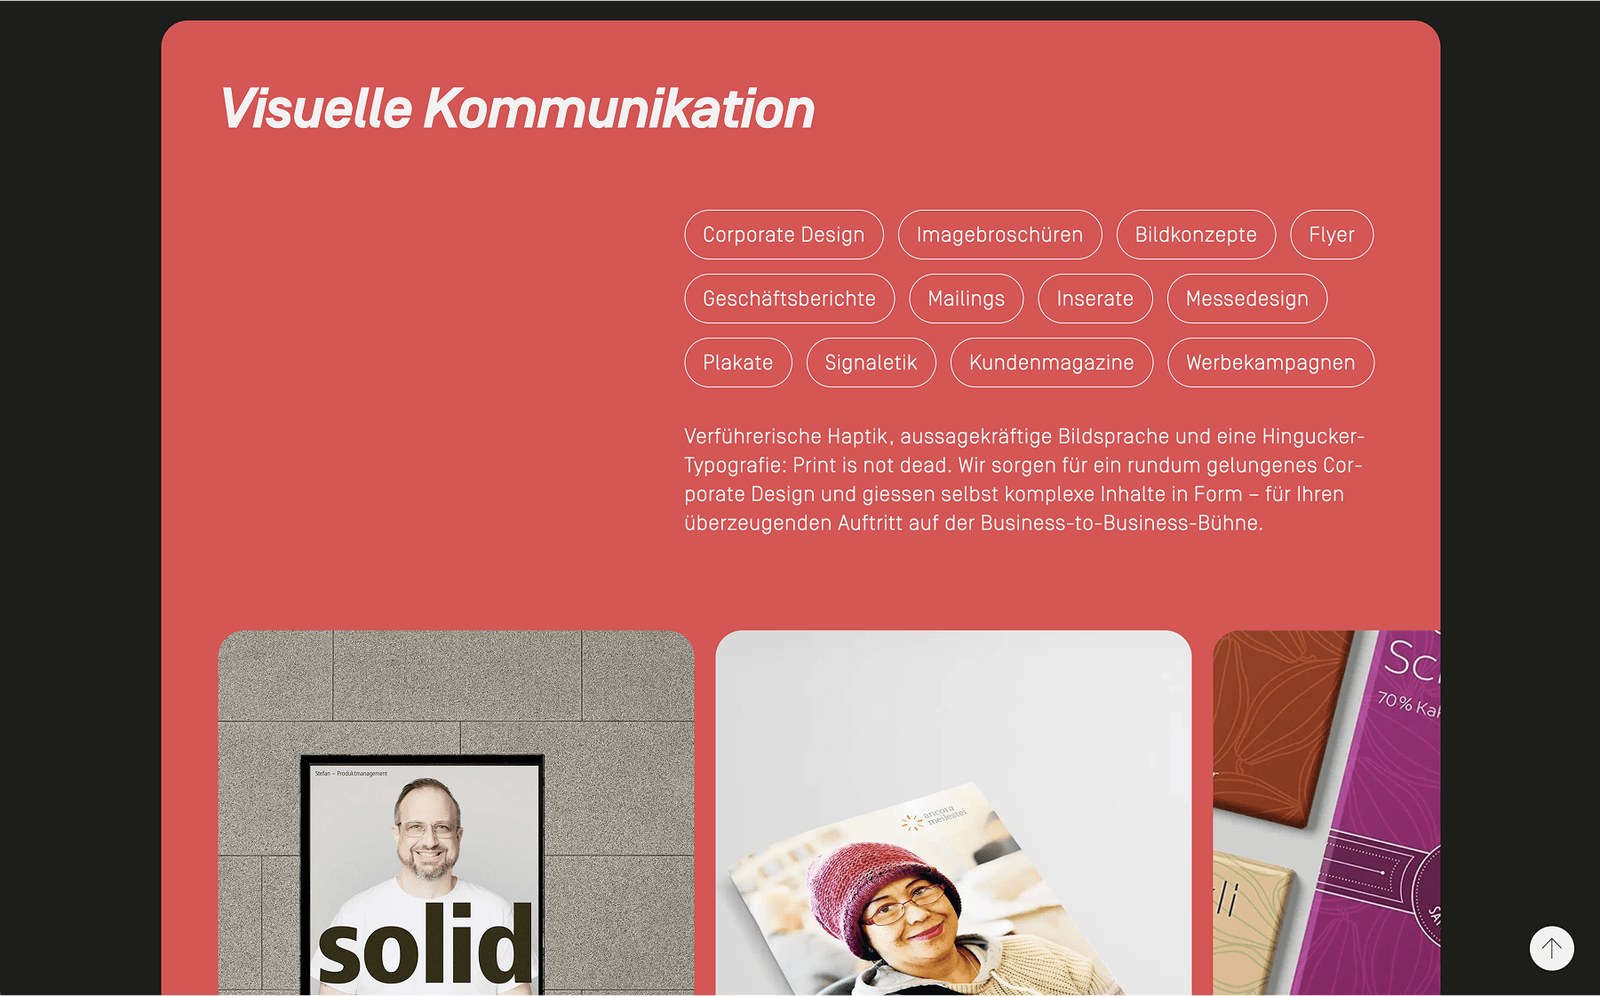 Visuelle Kommunikation
Corporate Design
Imagebroschüren
Bildkonzepte
Flyer
Geschäftsberichte
Mailings
Inserate
Messedesign
Plakate
Signaletik
Kundenmagazine
Werbekampagnen
Verführerische Haptik, aussagekräftige Bildsprache und eine Hingucker-
Typografie: Print is not dead. Wir sorgen für ein rundum gelungenes Cor-
porate Design und giessen selbst komplexe Inhalte in Form – für Ihren
überzeugenden Auftritt auf der Business-to-Business-Bühne.
Stefan – Produktmanagement
solid
ancora
meilestei
70% Ka